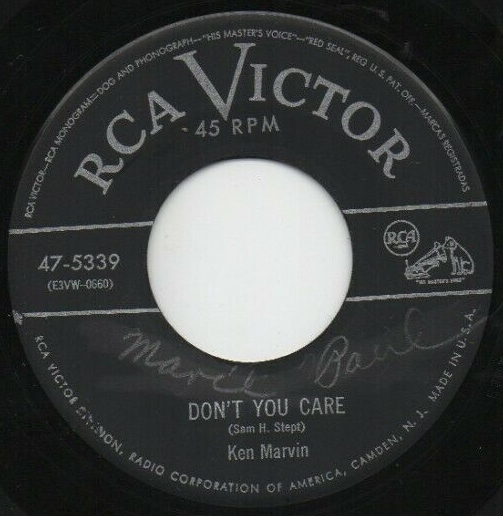 RCA VICTOR—RCA MONOGRAM—DOG AND PHONOGRAPH—"HIS MASTER'S VOICE"—"RED SEAL", REG. U. S. PAT. OFF.—MARCAS REGISTRADAS
RCA VICTOR
45 RPM
47-5339
(E3VW-0660)
RCA
"HIS MASTER'S VOICE"
DON'T YOU CARE
(Sam H. Stept)
Ken Marvin
RCA VICTOR DIVISION, RADIO CORPORATION OF AMERICA, CAMDEN, N. J. MADE IN U. S. A.